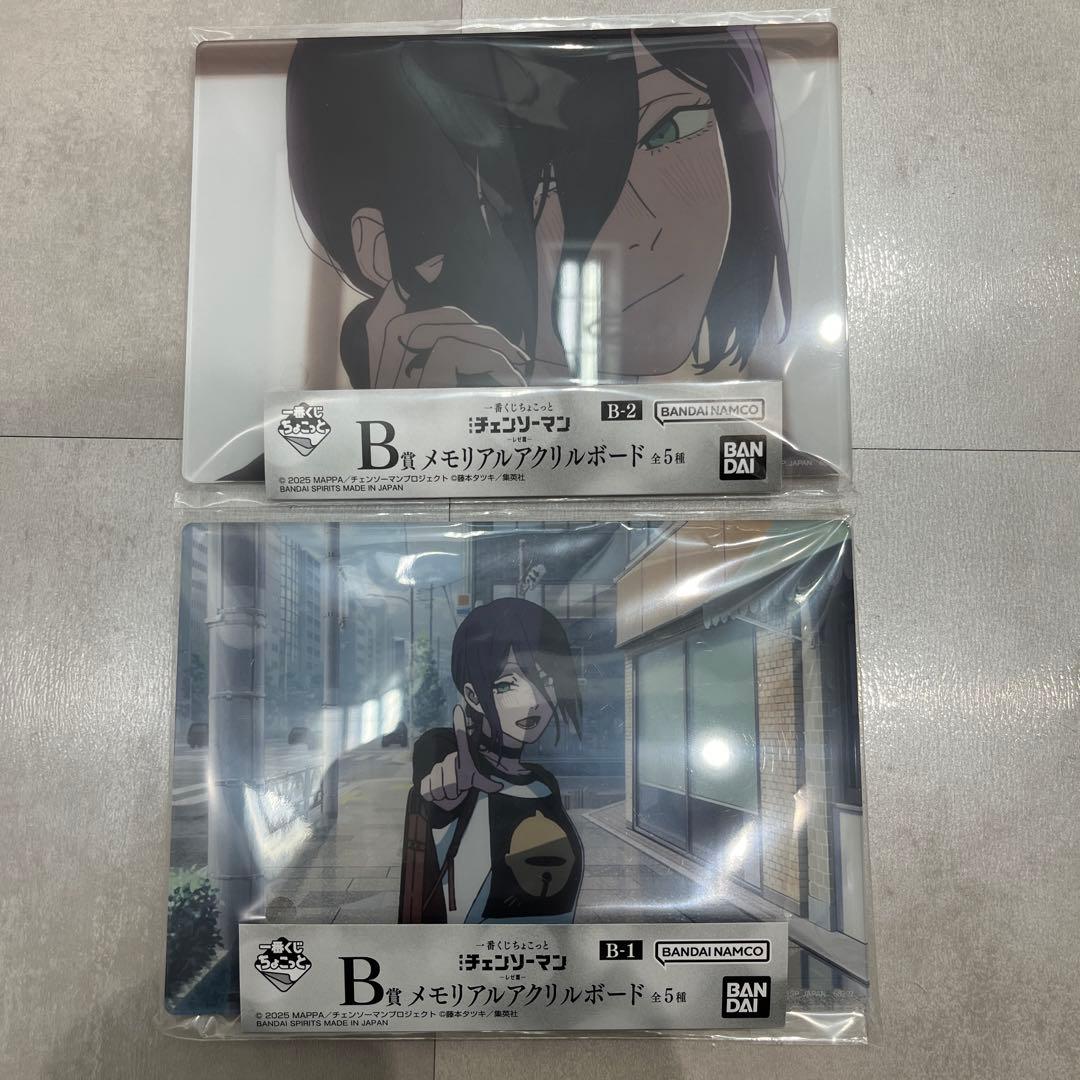 一番くじ
ちょこっと
一番くじちょこっと
チェンソーマン
ーレゼ篇ー
B-2
BANDAI NAMCO
B賞 メモリアルアクリルボード 全5種
BAN
DAI
© 2025 MAPPA/チェンソーマンプロジェクト ©藤本タツキ/集英社
BANDAI SPIRITS MADE IN JAPAN
一番くじ
ちょこっと
一番くじちょこっと
チェンソーマン
ーレゼ篇ー
B-1
BANDAI NAMCO
B賞 メモリアルアクリルボード 全5種
BAN
DAI
© 2025 MAPPA/チェンソーマンプロジェクト ©藤本タツキ/集英社
BANDAI SPIRITS MADE IN JAPAN